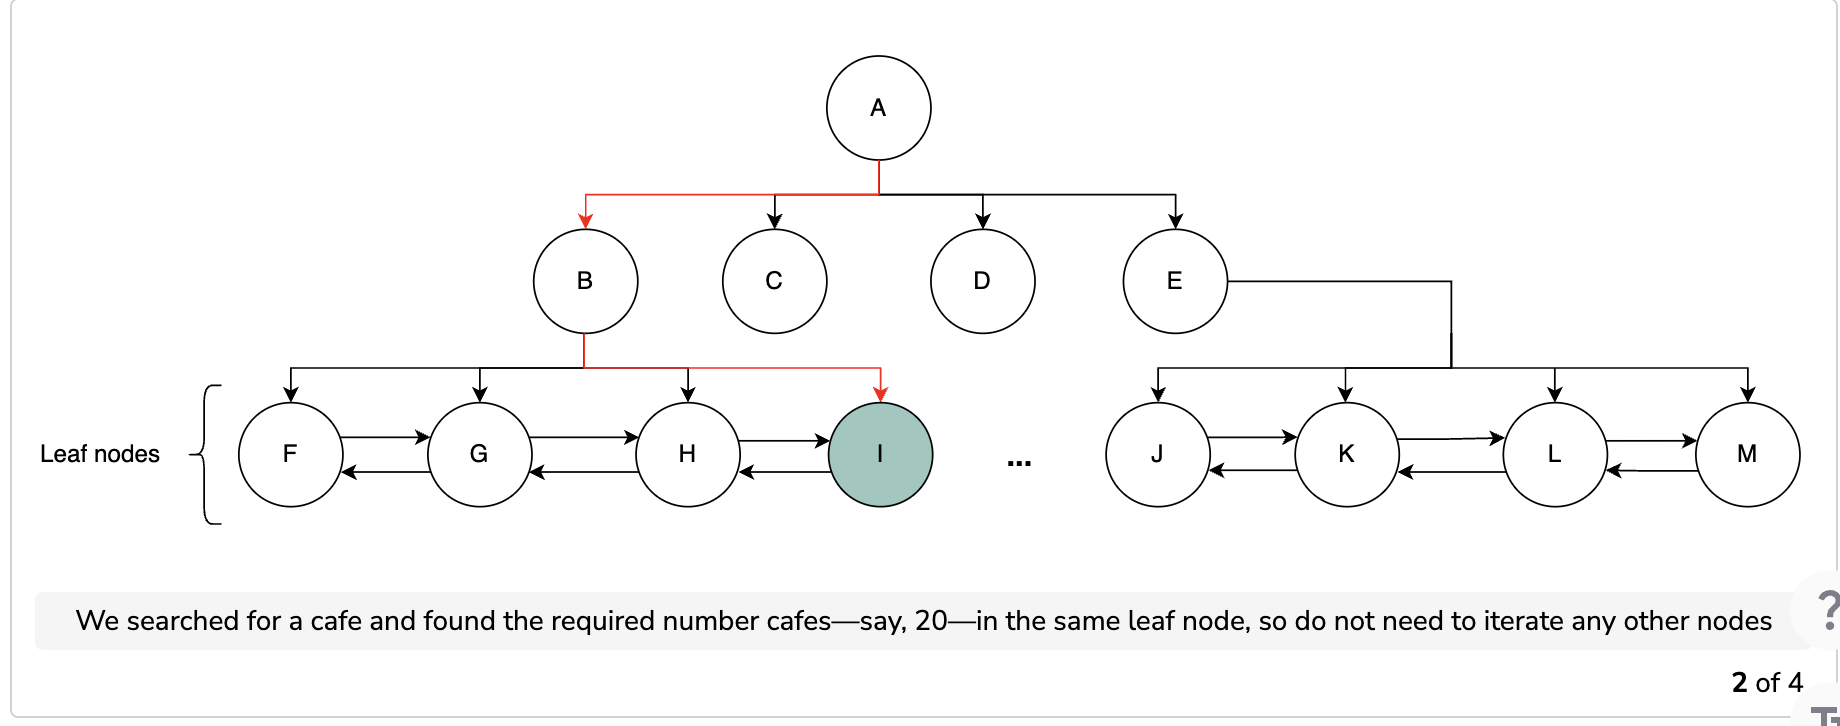 A
B
C
D
E
Leaf nodes
F
G
H
I
...
J
K
L
M
We searched for a cafe and found the required number cafes—say, 20—in the same leaf node, so do not need to iterate any other nodes
?
2 of 4